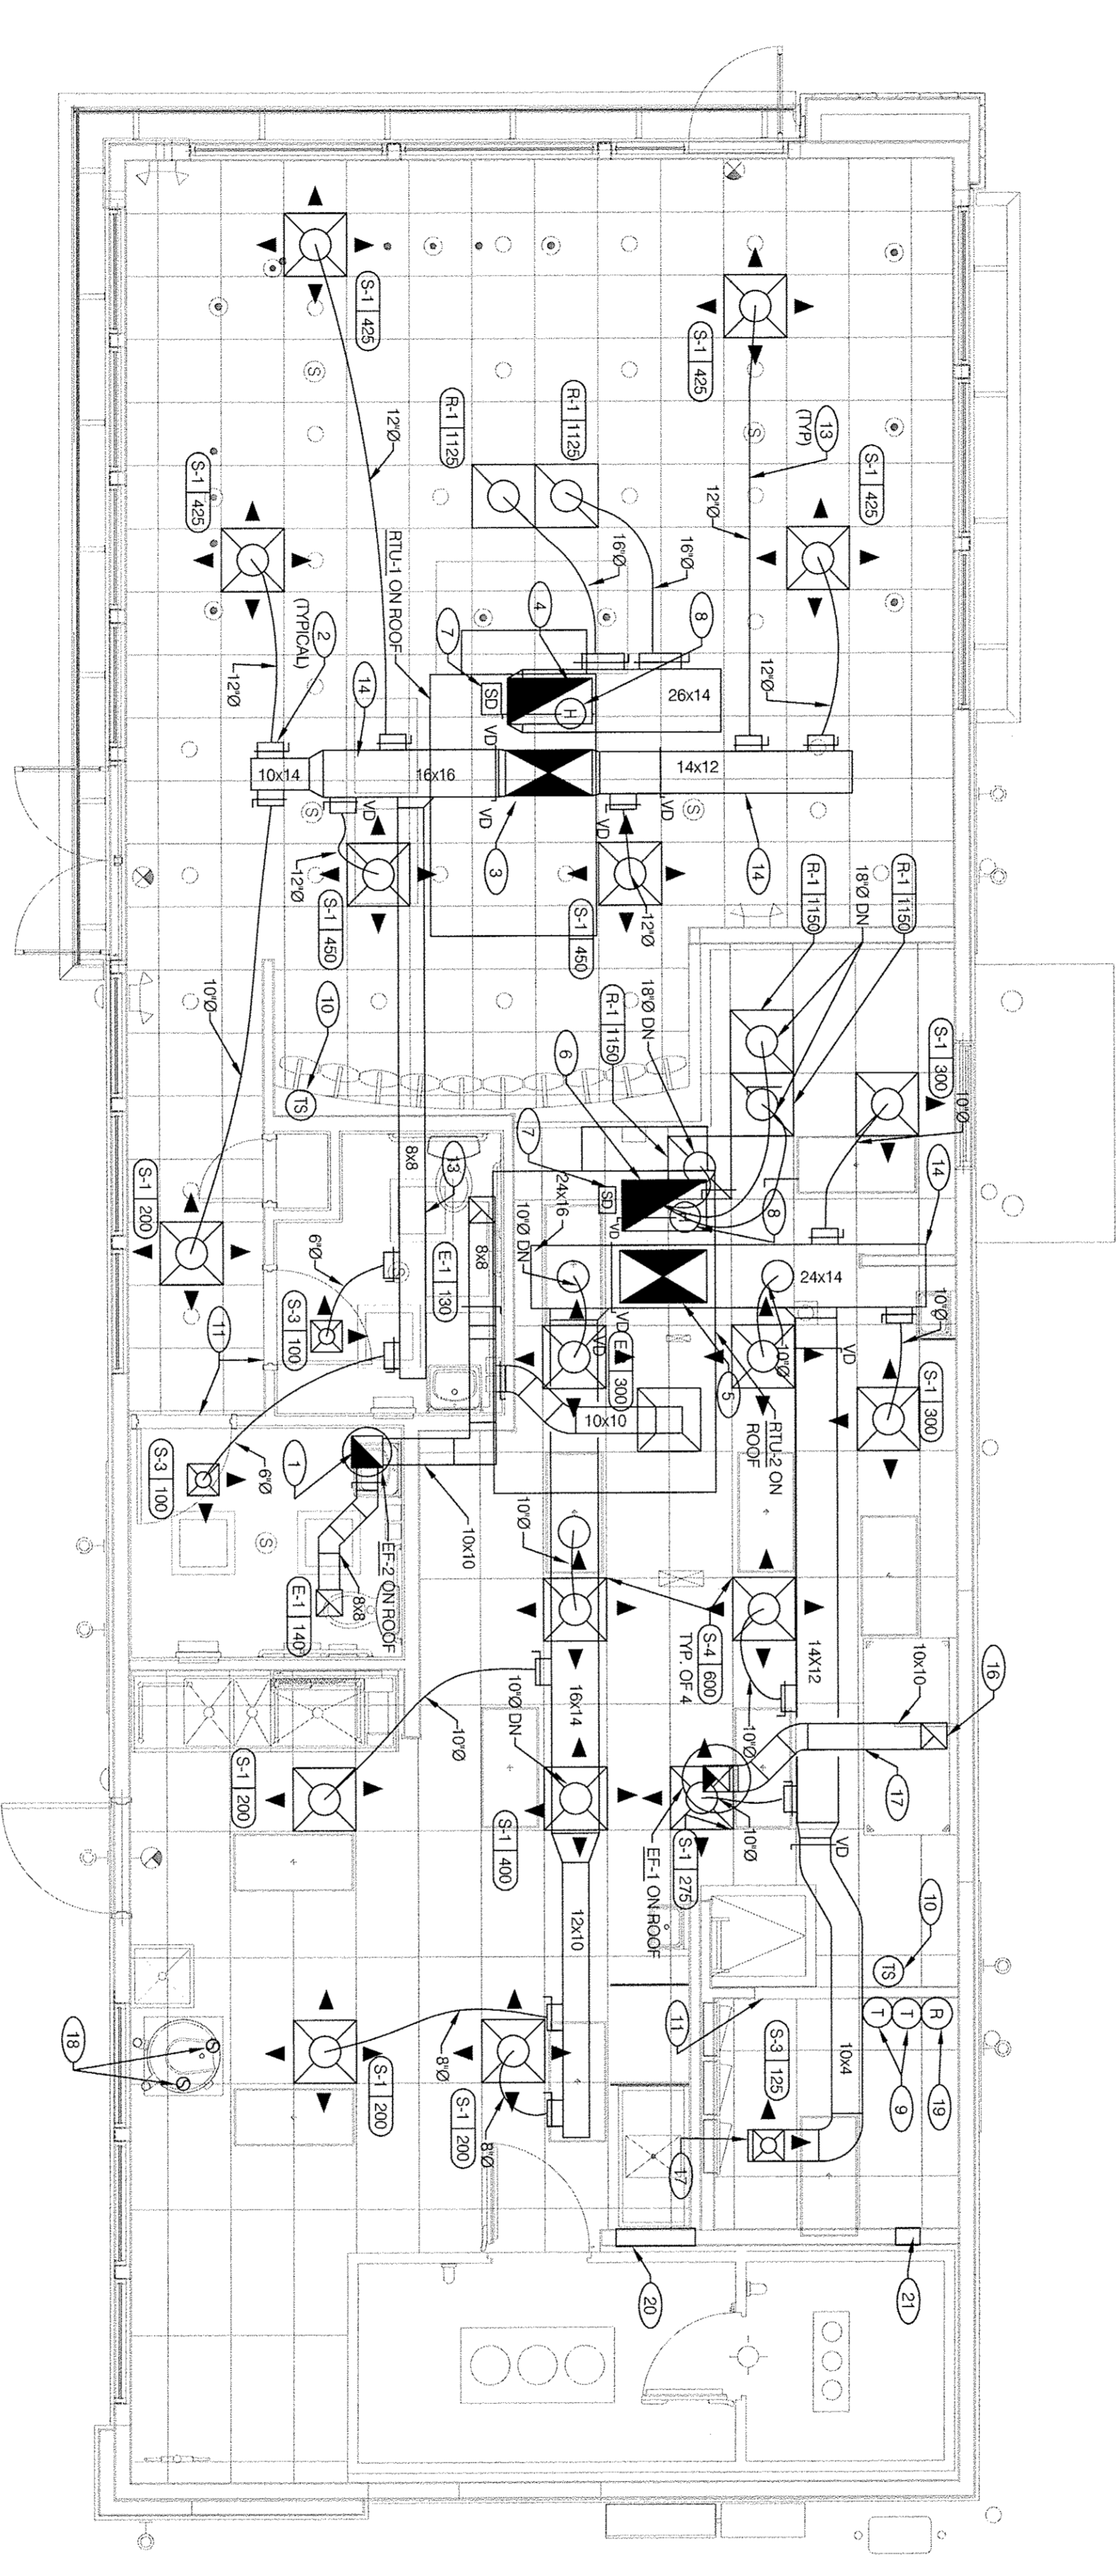 S-1 425
S-1 425
12"Ø
R-1 1125
R-1 1125
13
(TYP)
S-1 425
S-1 425
12"Ø
RTU-1 ON ROOF
16"Ø
16"Ø
2
(TYPICAL)
4
8
7
12"Ø
12"Ø
14
SD
H
26x14
VD
10x14
16x16
14x12
VD
VD
VD
VD
S
S
S
S
3
14
12"Ø
S-1 450
12"Ø
S-1 450
R-1 1150
18"Ø DN
R-1 1150
10"Ø
10
TS
18"Ø DN
R-1 1150
6
S-1 300
10"Ø
8x8
13
7
SD
VD
8
14
S-1 200
6"Ø
24x16
10"Ø DN
8x8
E-1 130
24x14
10"Ø
11
S-3 100
VD
VD
E
300
5
10"Ø
VD
S-1 300
10x10
RTU-2 ON
ROOF
S-3 100
6"Ø
1
10x10
S
EF-2 ON ROOF
10"Ø
E-1 140
8x8
S-4 600
TYP. OF 4
14X12
10x10
16
10"Ø
10"Ø DN
16x14
10"Ø
17
S-1 200
S-1 400
10"Ø
EF-1 ON ROOF
S-1 275
VD
12x10
10
TS
11
T
T
R
18
S
S
8"Ø
S-1 200
S-3 125
10x4
9
19
S-1 200
8"Ø
17
20
21